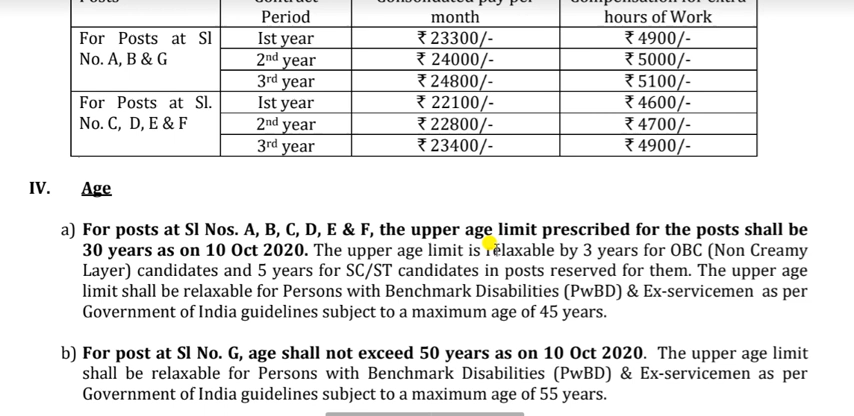 Period month hours of Work
For Posts at Sl Ist year ₹ 23300/- ₹ 4900/-
No. A, B & G 2nd year ₹ 24000/- ₹ 5000/-
3rd year ₹ 24800/- ₹ 5100/-
For Posts at Sl. Ist year ₹ 22100/- ₹ 4600/-
No. C, D, E & F 2nd year ₹ 22800/- ₹ 4700/-
3rd year ₹ 23400/- ₹ 4900/-
IV. Age
a) For posts at Sl Nos. A, B, C, D, E & F, the upper age limit prescribed for the posts shall be
30 years as on 10 Oct 2020. The upper age limit is relaxable by 3 years for OBC (Non Creamy
Layer) candidates and 5 years for SC/ST candidates in posts reserved for them. The upper age
limit shall be relaxable for Persons with Benchmark Disabilities (PwBD) & Ex-servicemen as per
Government of India guidelines subject to a maximum age of 45 years.
b) For post at Sl No. G, age shall not exceed 50 years as on 10 Oct 2020. The upper age limit
shall be relaxable for Persons with Benchmark Disabilities (PwBD) & Ex-servicemen as per
Government of India guidelines subject to a maximum age of 55 years.